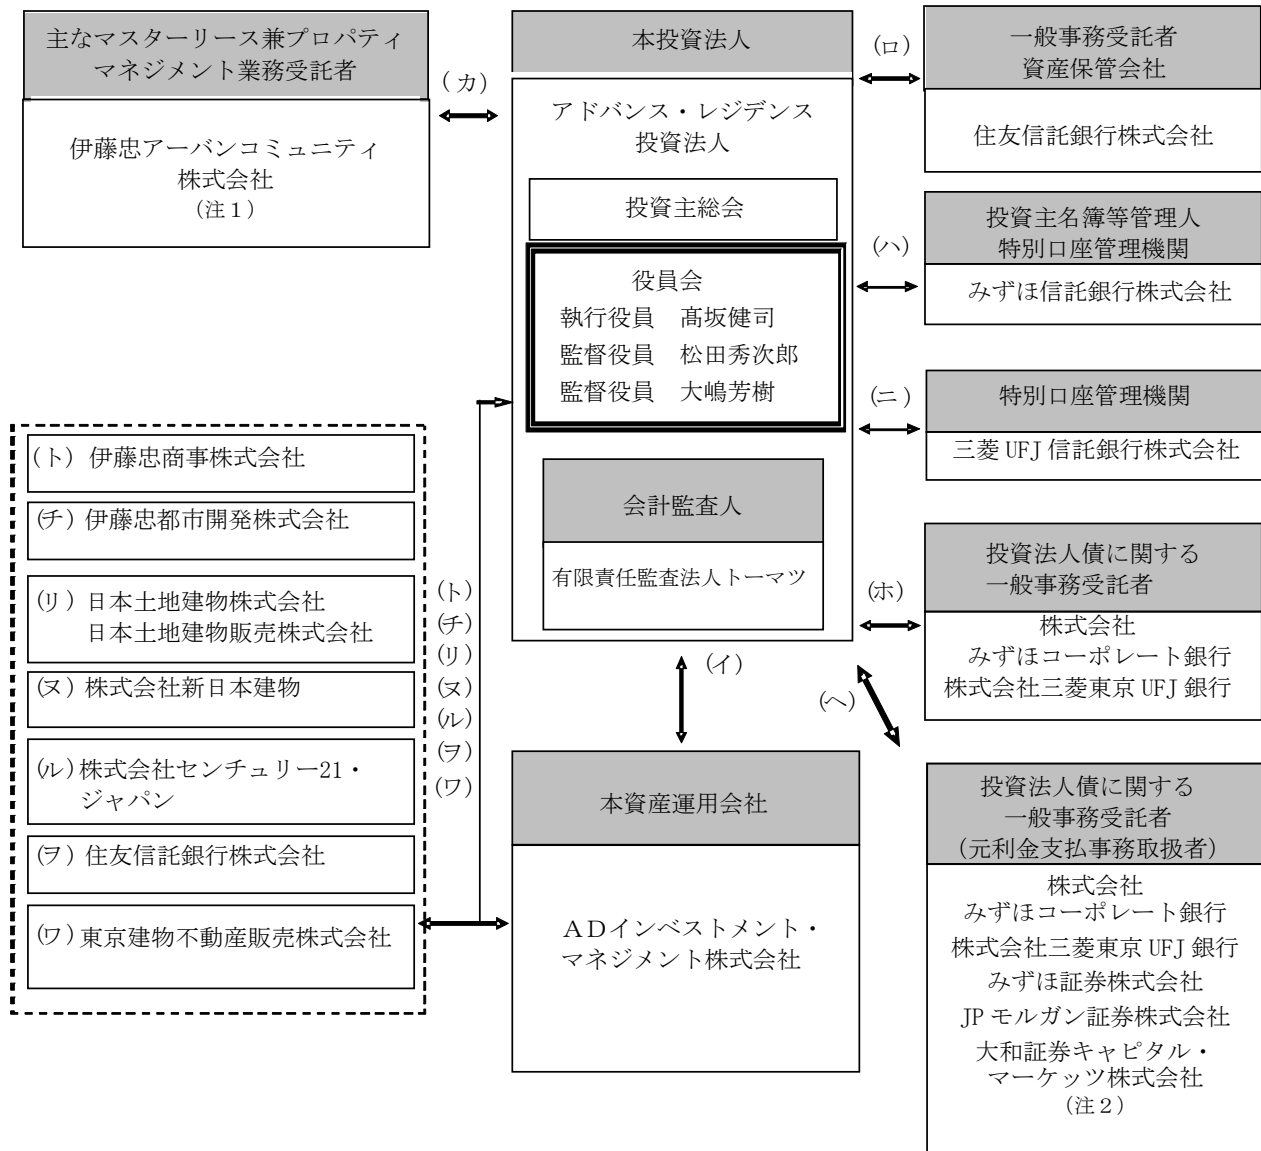 主なマスターリース兼プロパティ
マネジメント業務受託者
伊藤忠アーバンコミュニティ
株式会社
（注１）
(カ)
本投資法人
アドバンス・レジデンス
投資法人
投資主総会
役員会
執行役員　髙坂健司
監督役員　松田秀次郎
監督役員　大嶋芳樹
会計監査人
有限責任監査法人トーマツ
(ロ)
一般事務受託者
資産保管会社
住友信託銀行株式会社
(ハ)
投資主名簿等管理人
特別口座管理機関
みずほ信託銀行株式会社
(ニ)
特別口座管理機関
三菱 UFJ 信託銀行株式会社
(ホ)
投資法人債に関する
一般事務受託者
株式会社
みずほコーポレート銀行
株式会社三菱東京 UFJ 銀行
(ヘ)
投資法人債に関する
一般事務受託者
(元利金支払事務取扱者)
株式会社
みずほコーポレート銀行
株式会社三菱東京 UFJ 銀行
みずほ証券株式会社
JP モルガン証券株式会社
大和証券キャピタル・
マーケッツ株式会社
（注２）
(イ)
本資産運用会社
ＡＤインベストメント・
マネジメント株式会社
(ト) 伊藤忠商事株式会社
(チ) 伊藤忠都市開発株式会社
(リ) 日本土地建物株式会社
日本土地建物販売株式会社
(ヌ) 株式会社新日本建物
(ル) 株式会社センチュリー21・
ジャパン
(ヲ) 住友信託銀行株式会社
(ワ) 東京建物不動産販売株式会社
(ト)
(チ)
(リ)
(ヌ)
(ル)
(ヲ)
(ワ)